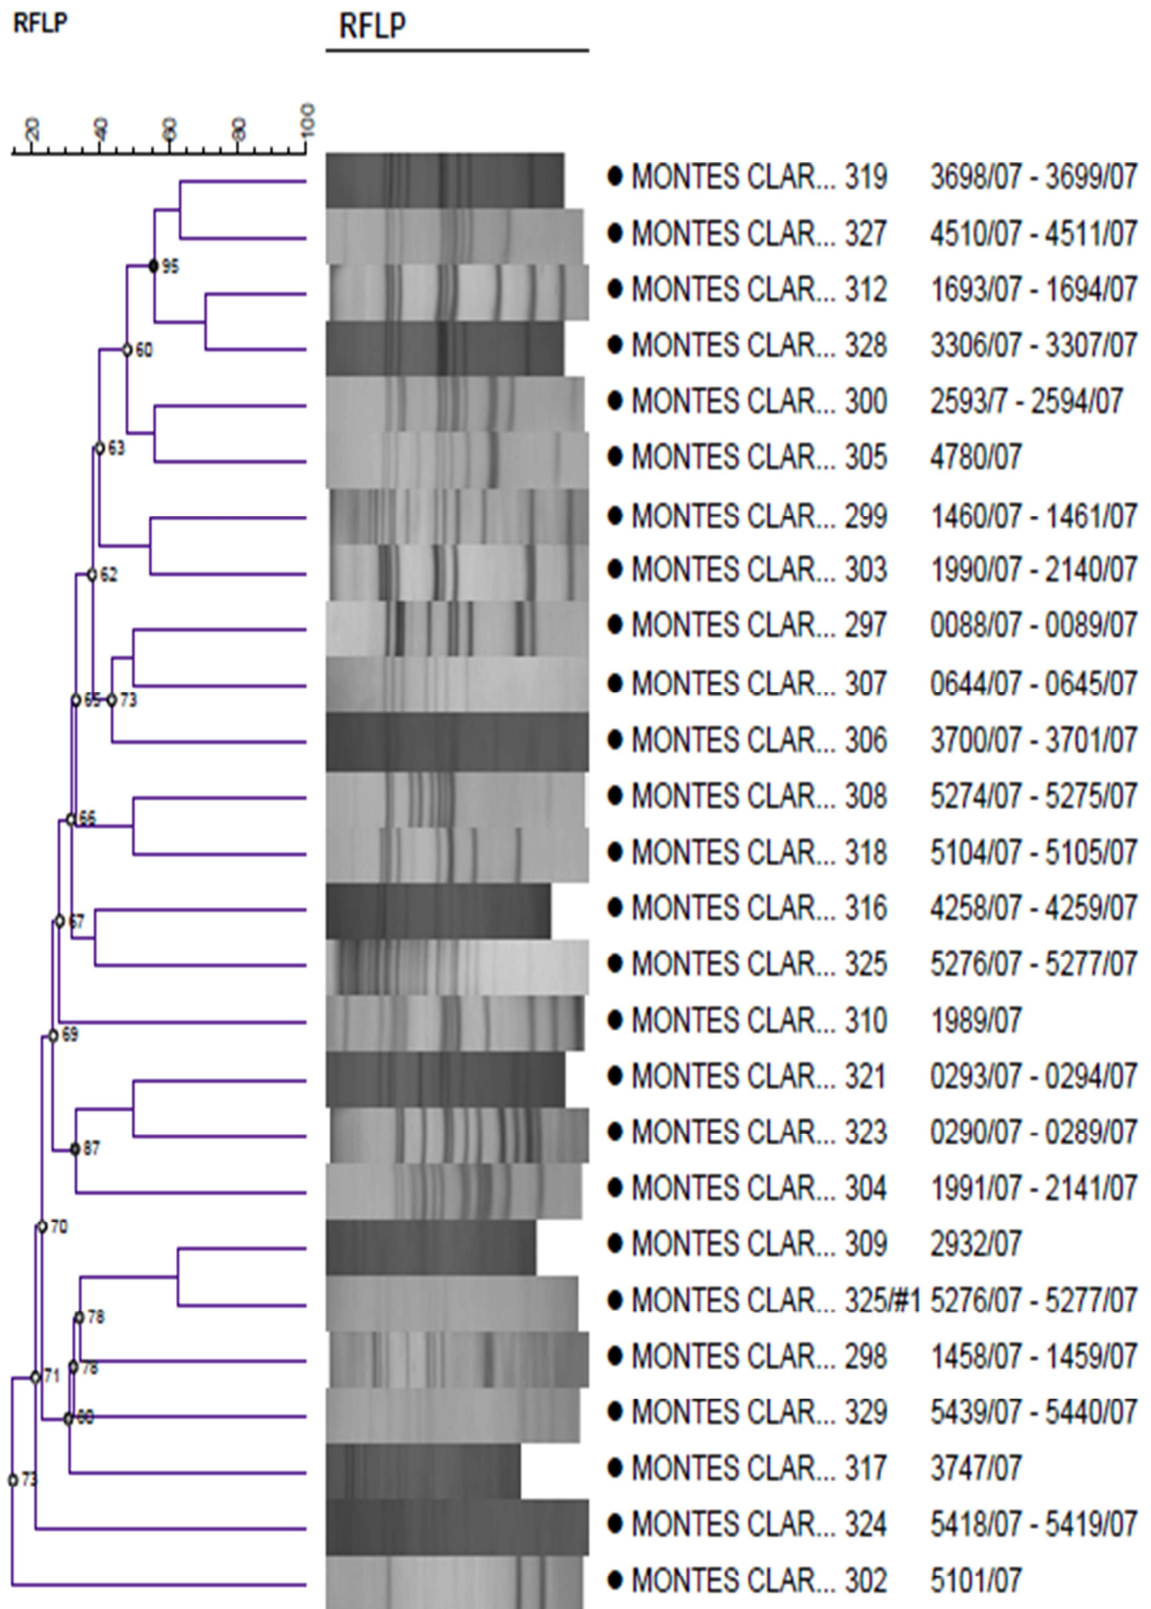 RFLP RFLP
20 40 60 80 100
● MONTES CLAR... 319 3698/07 - 3699/07
● MONTES CLAR... 327 4510/07 - 4511/07
95
● MONTES CLAR... 312 1693/07 - 1694/07
60 ● MONTES CLAR... 328 3306/07 - 3307/07
● MONTES CLAR... 300 2593/7 - 2594/07
63 ● MONTES CLAR... 305 4780/07
● MONTES CLAR... 299 1460/07 - 1461/07
62 ● MONTES CLAR... 303 1990/07 - 2140/07
● MONTES CLAR... 297 0088/07 - 0089/07
65 73 ● MONTES CLAR... 307 0644/07 - 0645/07
● MONTES CLAR... 306 3700/07 - 3701/07
● MONTES CLAR... 308 5274/07 - 5275/07
66
● MONTES CLAR... 318 5104/07 - 5105/07
67 ● MONTES CLAR... 316 4258/07 - 4259/07
● MONTES CLAR... 325 5276/07 - 5277/07
69 ● MONTES CLAR... 310 1989/07
● MONTES CLAR... 321 0293/07 - 0294/07
87 ● MONTES CLAR... 323 0290/07 - 0289/07
● MONTES CLAR... 304 1991/07 - 2141/07
70 ● MONTES CLAR... 309 2932/07
78 ● MONTES CLAR... 325/#1 5276/07 - 5277/07
71 78 ● MONTES CLAR... 298 1458/07 - 1459/07
80 ● MONTES CLAR... 329 5439/07 - 5440/07
73 ● MONTES CLAR... 317 3747/07
● MONTES CLAR... 324 5418/07 - 5419/07
● MONTES CLAR... 302 5101/07